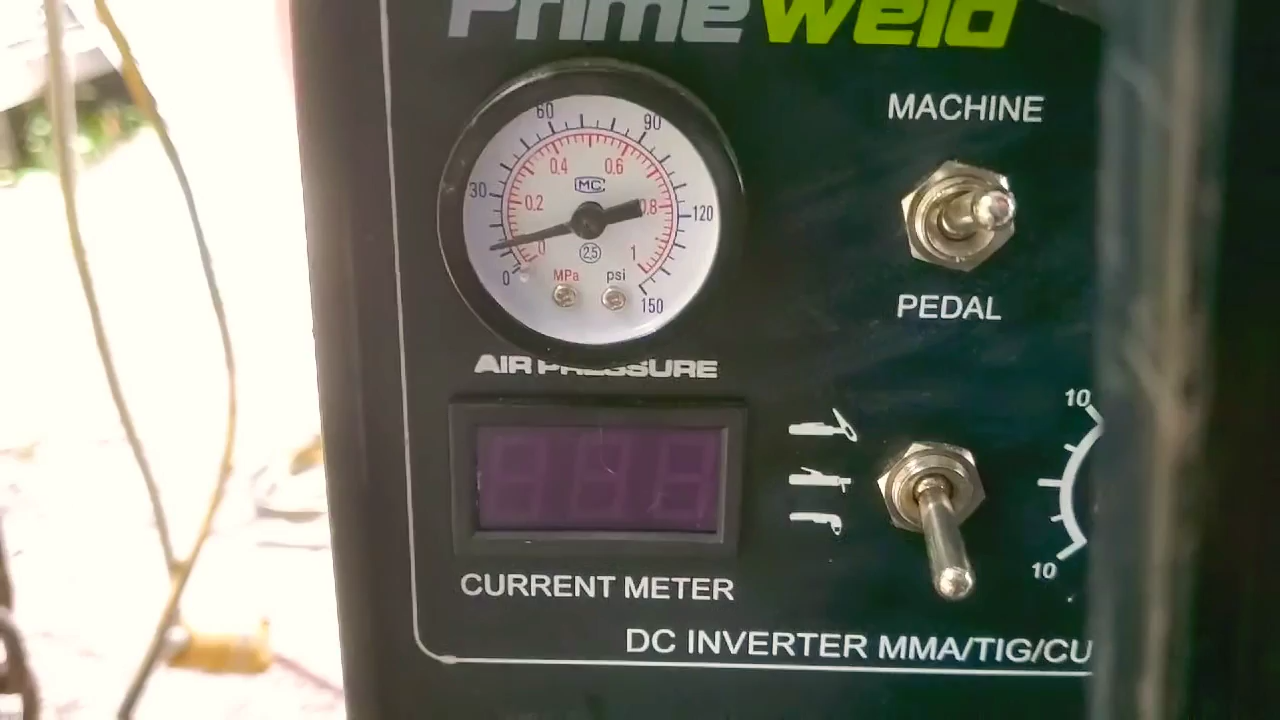 PrimeWeld
MACHINE
60
90
0.4
0.6
MC
30
0.2
0.8
120
2.5
0
1
0
MPa
psi
150
PEDAL
AIR PRESSURE
10
10
CURRENT METER
DC INVERTER MMA/TIG/CU